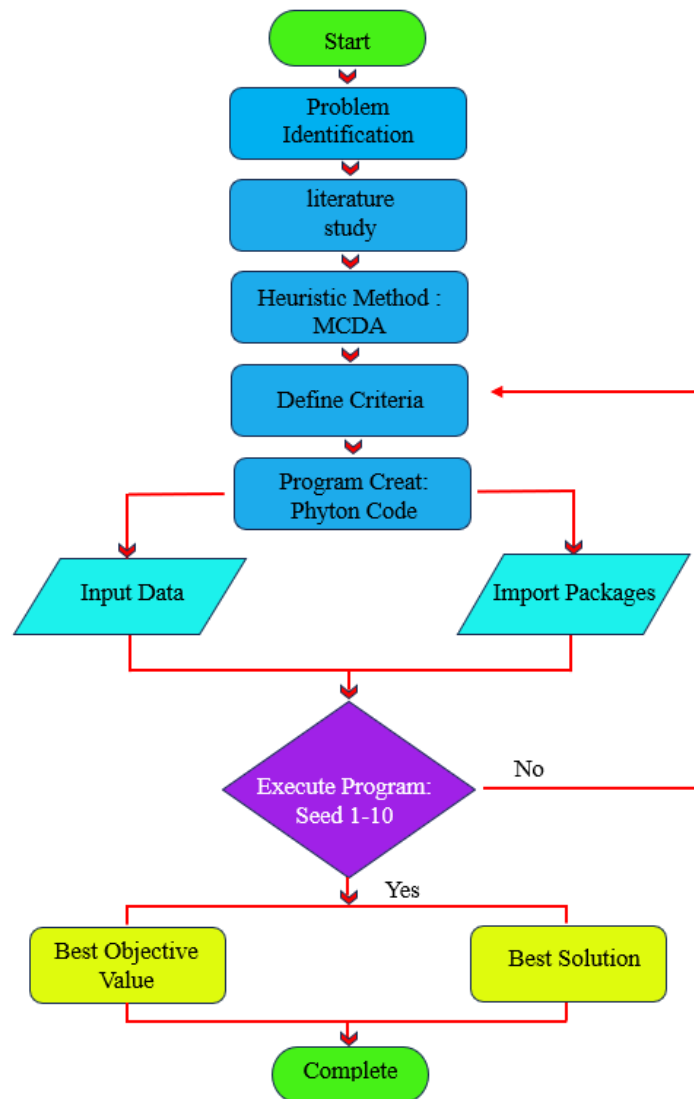 Start
Problem
Identification
literature
study
Heuristic Method :
MCDA
Define Criteria
Program Creat:
Phyton Code
Input Data
Import Packages
Execute Program:
Seed 1-10
No
Yes
Best Objective
Value
Best Solution
Complete